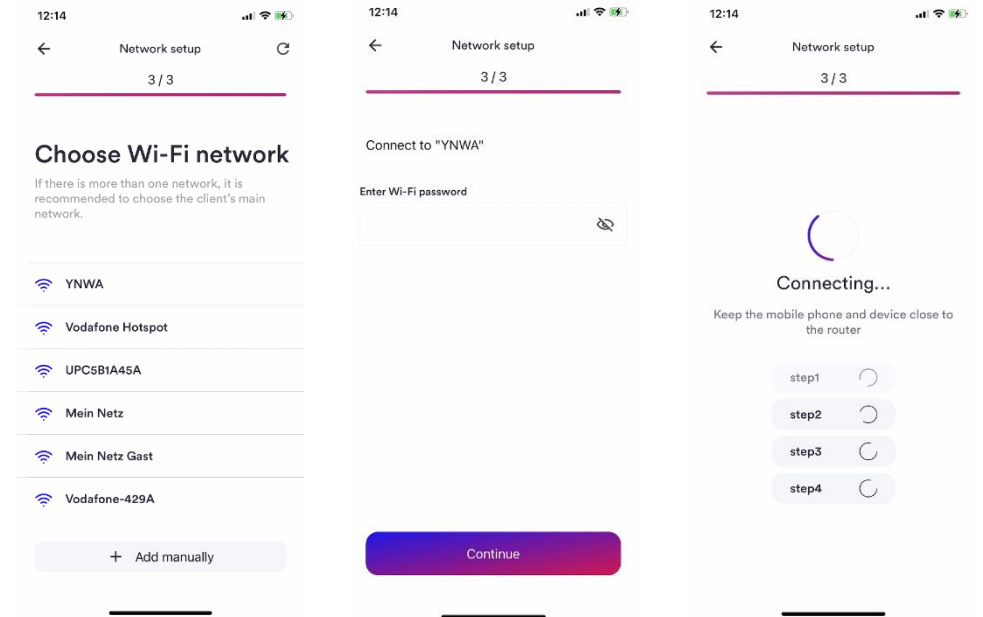 12:14
Network setup
3 / 3
Choose Wi-Fi network
If there is more than one network, it is
recommended to choose the client's main
network.
YNWA
Vodafone Hotspot
UPC5B1A45A
Mein Netz
Mein Netz Gast
Vodafone-429A
+ Add manually
12:14
Network setup
3 / 3
Connect to "YNWA"
Enter Wi-Fi password
Continue
12:14
Network setup
3 / 3
Connecting...
Keep the mobile phone and device close to
the router
step1
step2
step3
step4